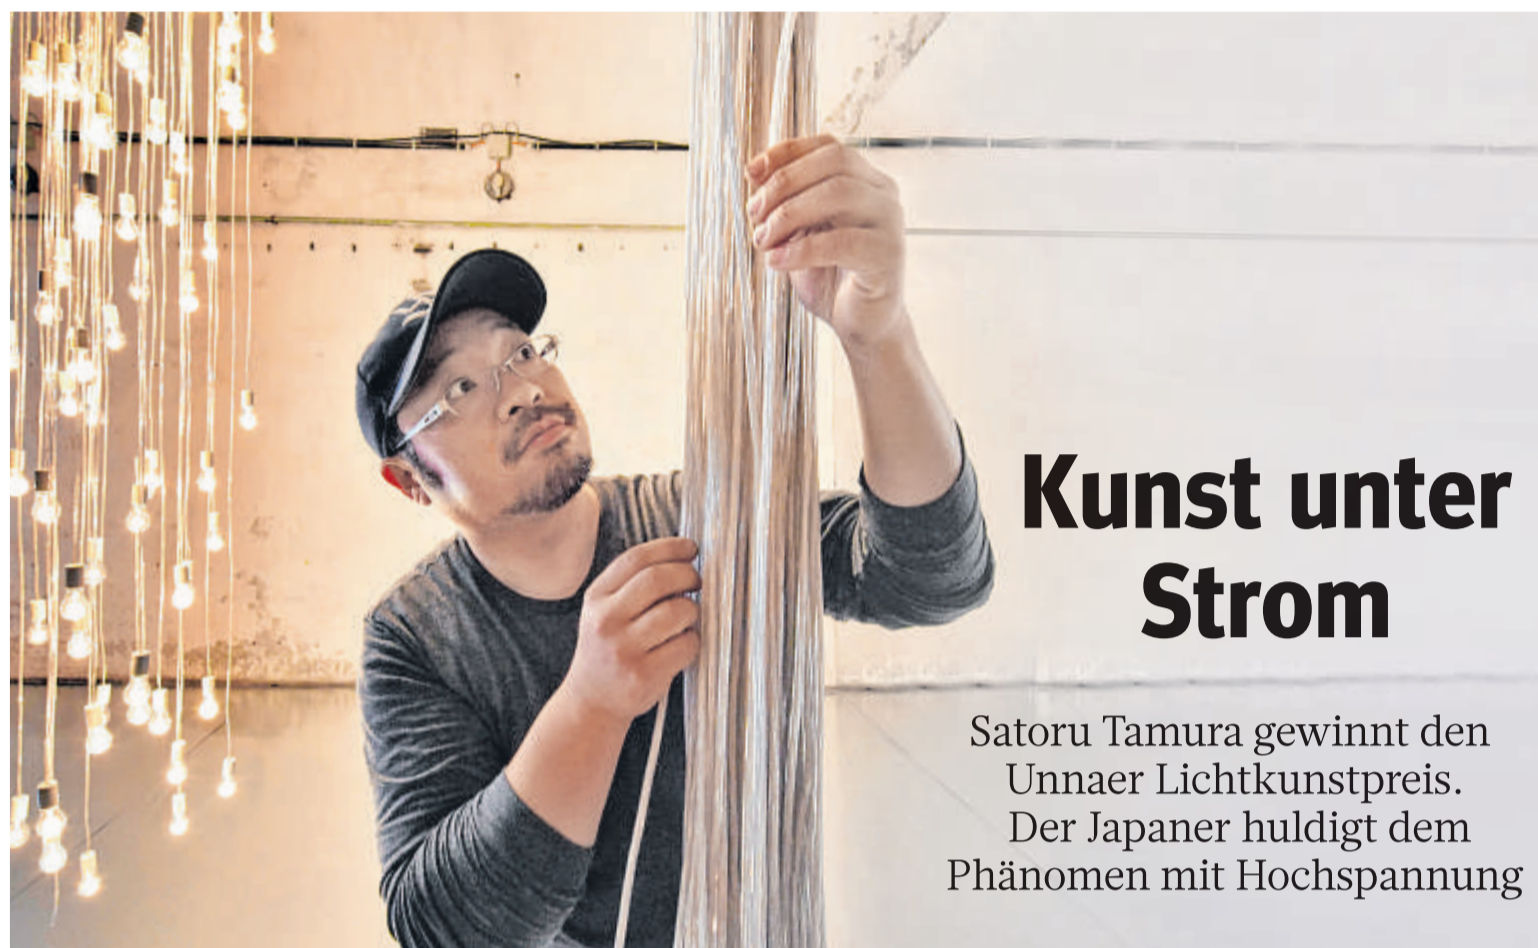 Kunst unter
Strom
Satoru Tamura gewinnt den
Unnaer Lichtkunstpreis.
Der Japaner huldigt dem
Phänomen mit Hochspannung